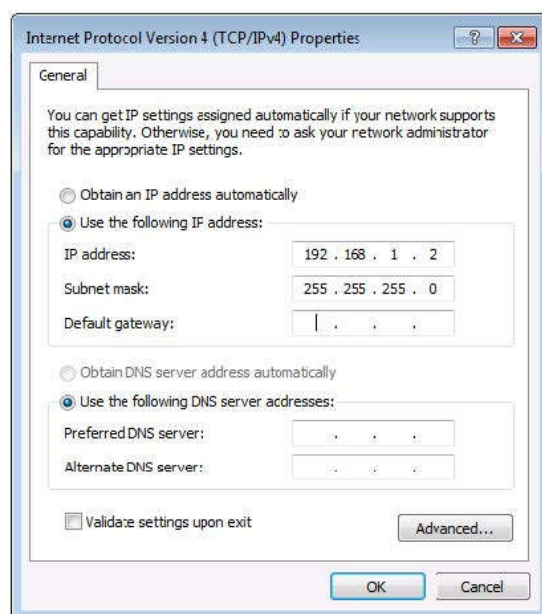 Internet Protocol Version 4 (TCP/IPv4) Properties
General
You can get IP settings assigned automatically if your network supports
this capability. Otherwise, you need to ask your network administrator
for the appropriate IP settings.
Obtain an IP address automatically
Use the following IP address:
IP address: 192 . 168 . 1 . 2
Subnet mask: 255 . 255 . 255 . 0
Default gateway: . . .
Obtain DNS server address automatically
Use the following DNS server addresses:
Preferred DNS server: . . .
Alternate DNS server: . . .
Validate settings upon exit
Advanced...
OK Cancel